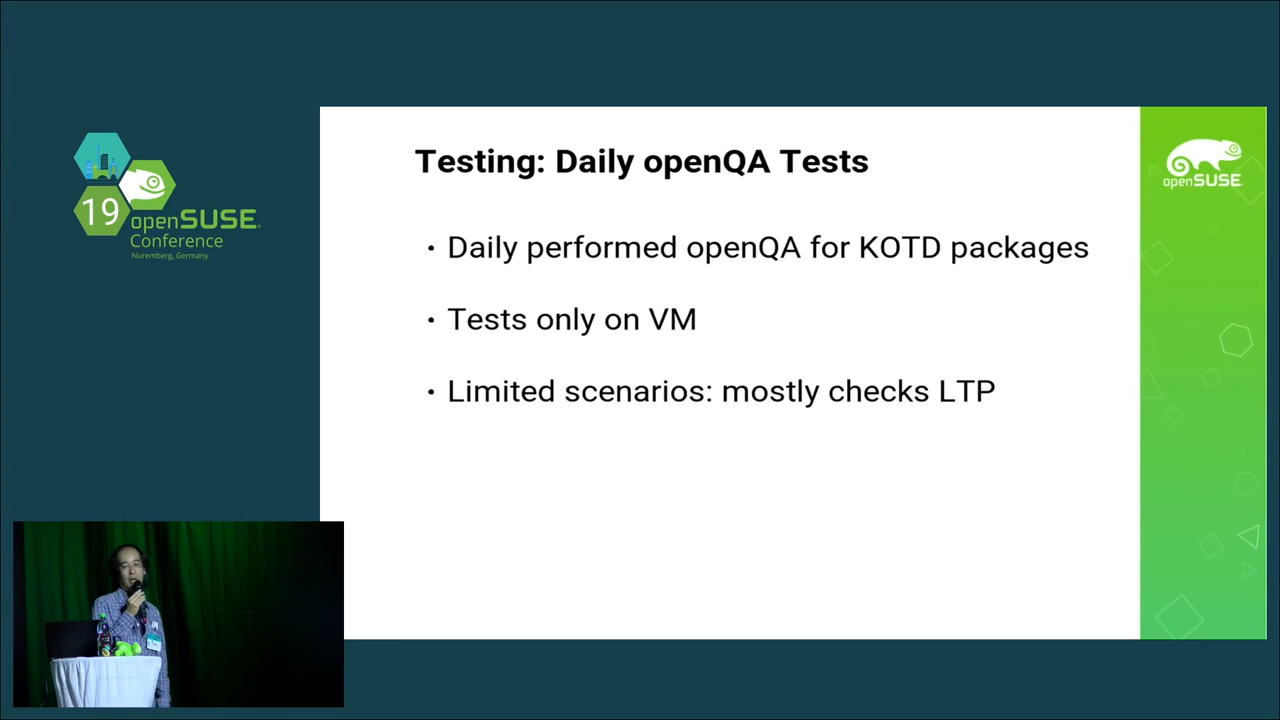 19
openSUSE
Conference
Nuremberg, Germany
Testing: Daily openQA Tests
• Daily performed openQA for KOTD packages
• Tests only on VM
• Limited scenarios: mostly checks LTP
openSUSE